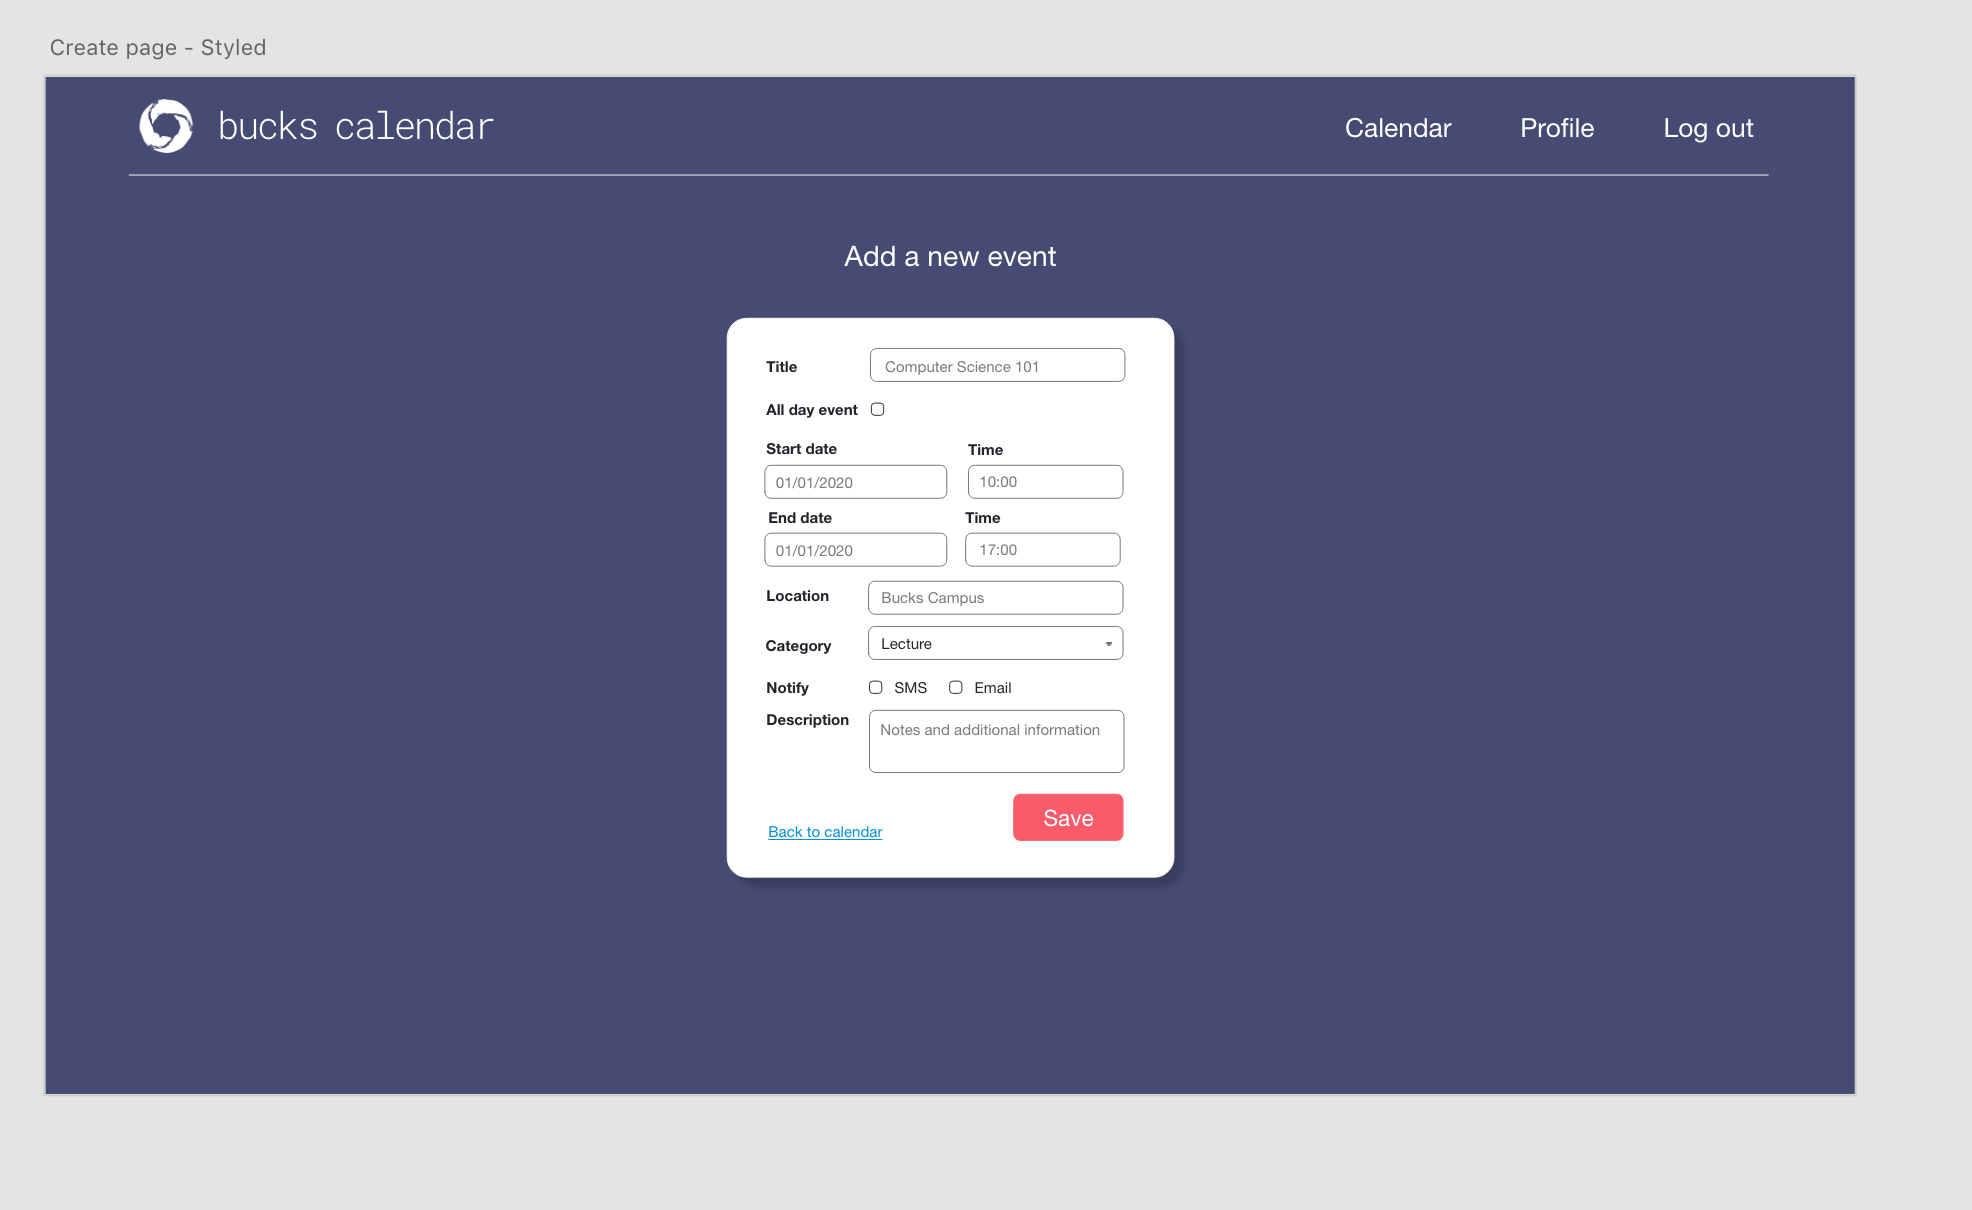 Create page - Styled
bucks calendar
Calendar Profile Log out
Add a new event
Title Computer Science 101
All day event
Start date Time
01/01/2020 10:00
End date Time
01/01/2020 17:00
Location Bucks Campus
Category Lecture
Notify SMS Email
Description Notes and additional information
Save
Back to calendar